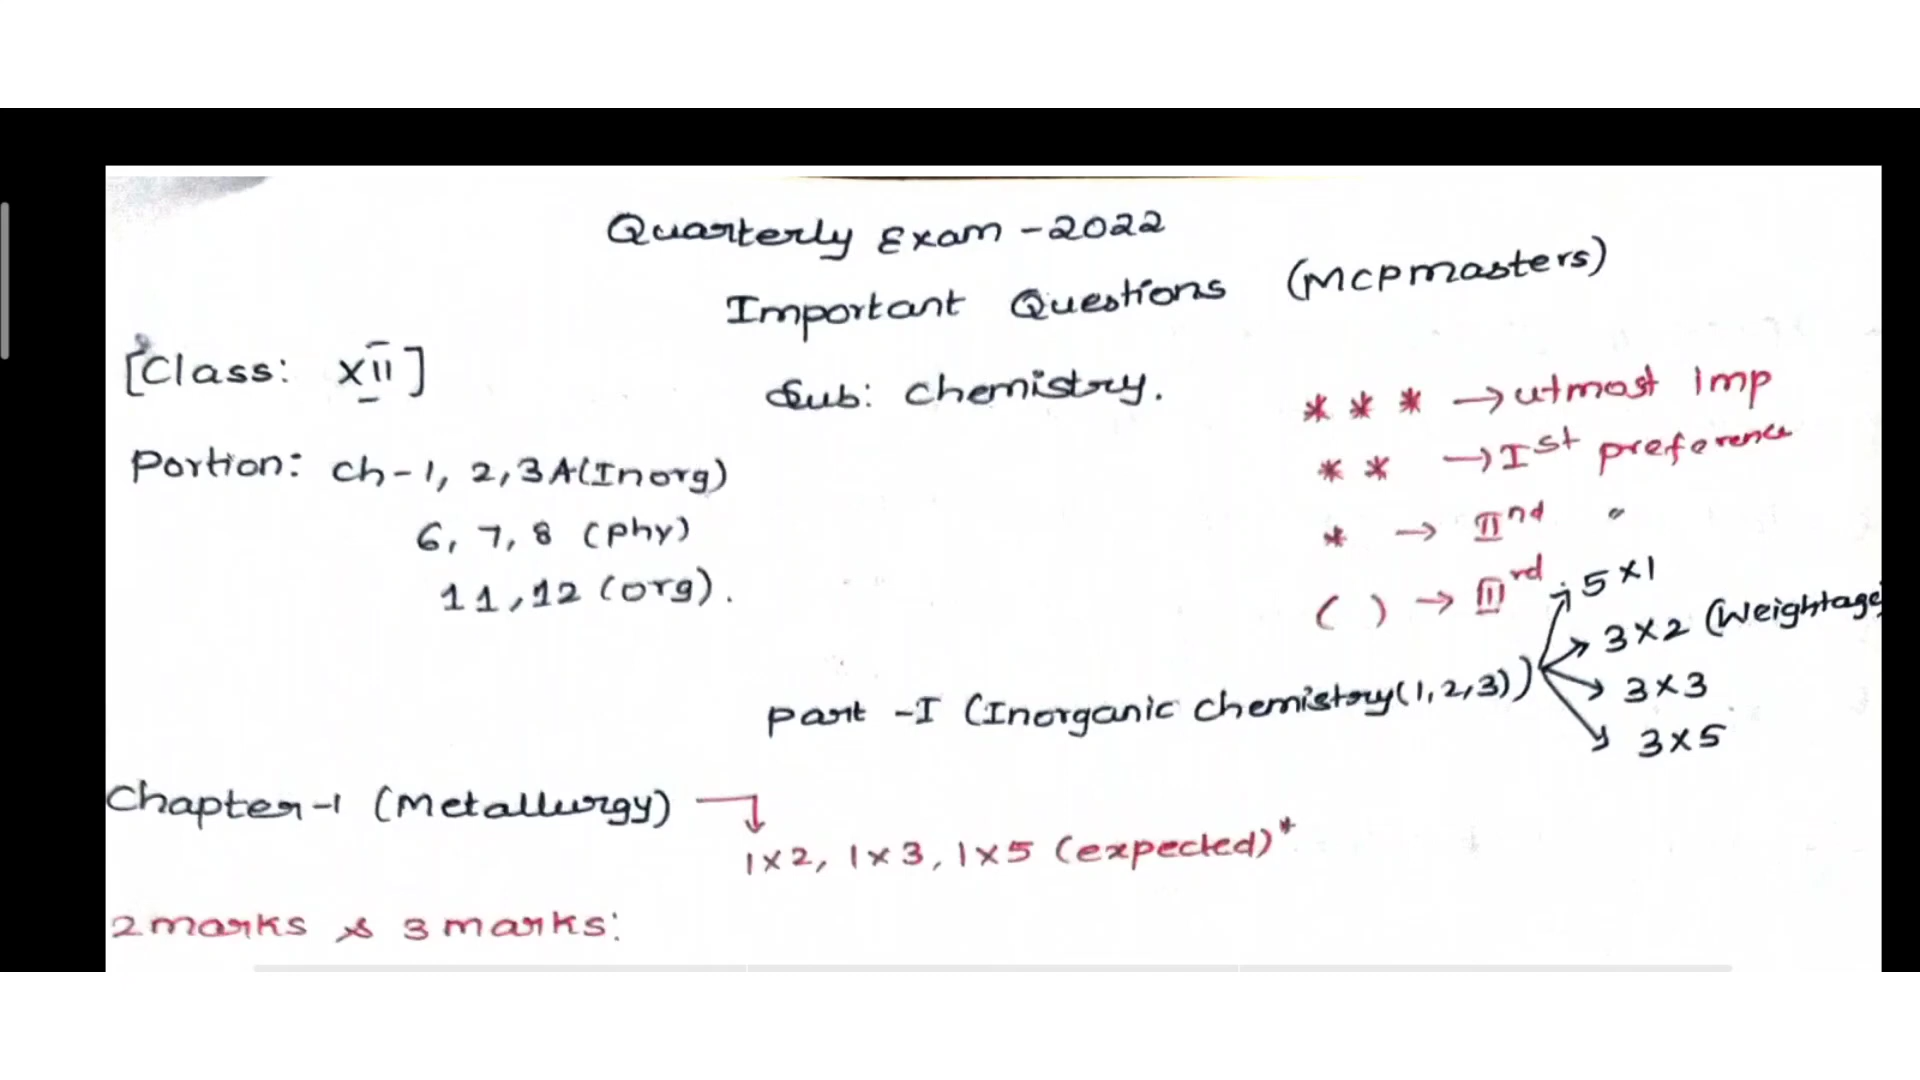 Quarterly Exam - 2022
Important Questions (MCPmasters)
[Class: XII]
Sub: Chemistry.
*** → utmost Imp
Portion: Ch-1, 2, 3 A(Inorg)
** → Ist preference
6, 7, 8 (phy)
* → IInd "
11, 12 (org).
( ) → IIIrd
5×1
3×2 (Weightage)
Part - I (Inorganic chemistry(1,2,3))
3×3
3×5
Chapter-1 (Metallurgy)
1×2, 1×3, 1×5 (expected)*
2marks & 3marks: